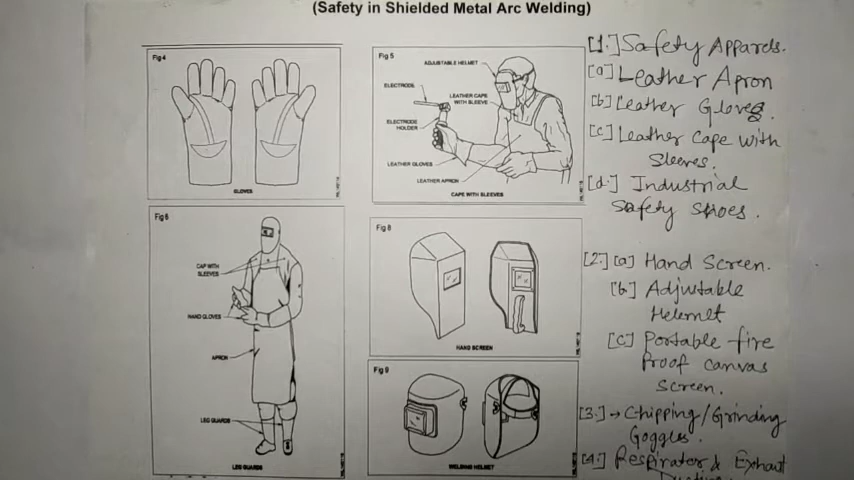 (Safety in Shielded Metal Arc Welding)
Fig 4
GLOVES
Fig 5
ADJUSTABLE HELMET
ELECTRODE
LEATHER CAPE
WITH SLEEVE
ELECTRODE
HOLDER
LEATHER GLOVES
LEATHER APRON
CAPE WITH SLEEVES
Fig 6
CAP WITH
SLEEVES
HAND GLOVES
APRON
LEG GUARDS
LEG GUARDS
Fig 8
HAND SCREEN
Fig 9
WELDING HELMET
[1.] Safety Apparels.
[a] Leather Apron
[b] Leather Gloves.
[c] Leather Cape with
Sleeves.
[d.] Industrial
Safety Shoes.
[2.] [a] Hand Screen.
[b] Adjustable
Helemet
[c] Portable fire
Proof canvas
Screen.
[3.] → Chipping/Grinding
Goggles.
[4.] Respirator & Exhaust